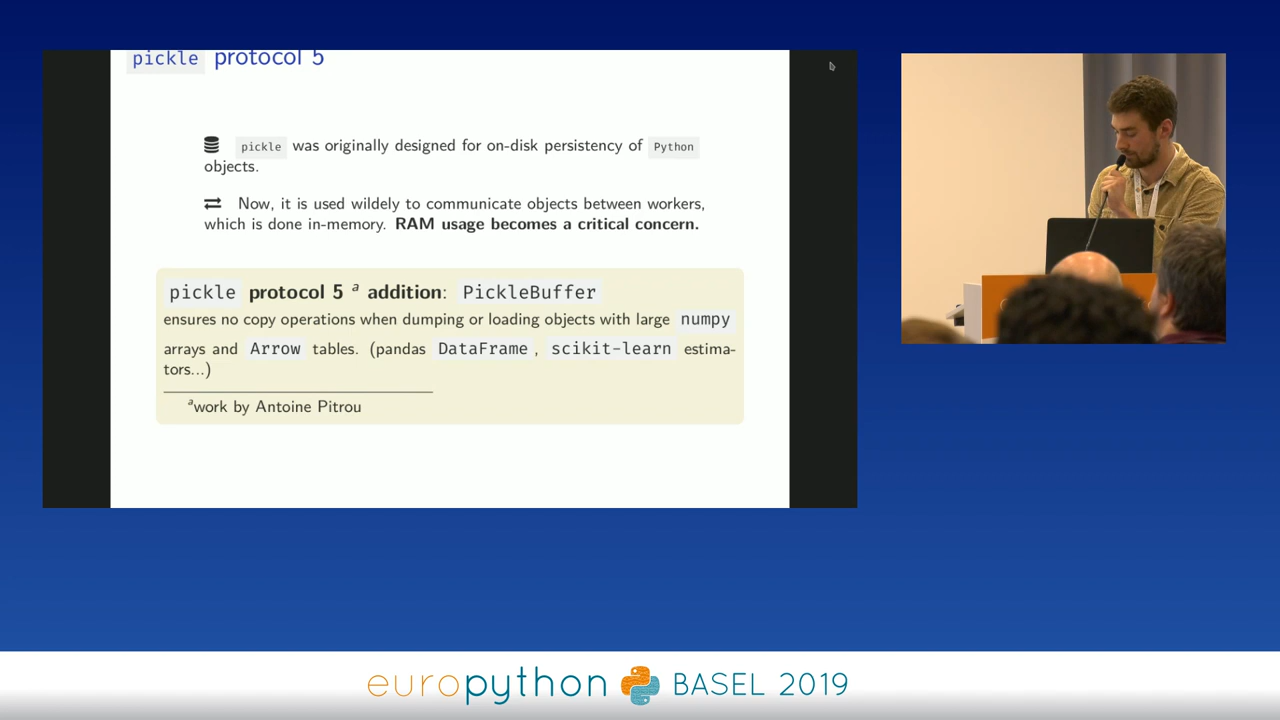 pickle protocol 5
pickle was originally designed for on-disk persistency of Python
objects.
Now, it is used wildely to communicate objects between workers,
which is done in-memory. RAM usage becomes a critical concern.
pickle protocol 5 a addition: PickleBuffer
ensures no copy operations when dumping or loading objects with large numpy
arrays and Arrow tables. (pandas DataFrame, scikit-learn estima-
tors...)
a work by Antoine Pitrou
europython BASEL 2019